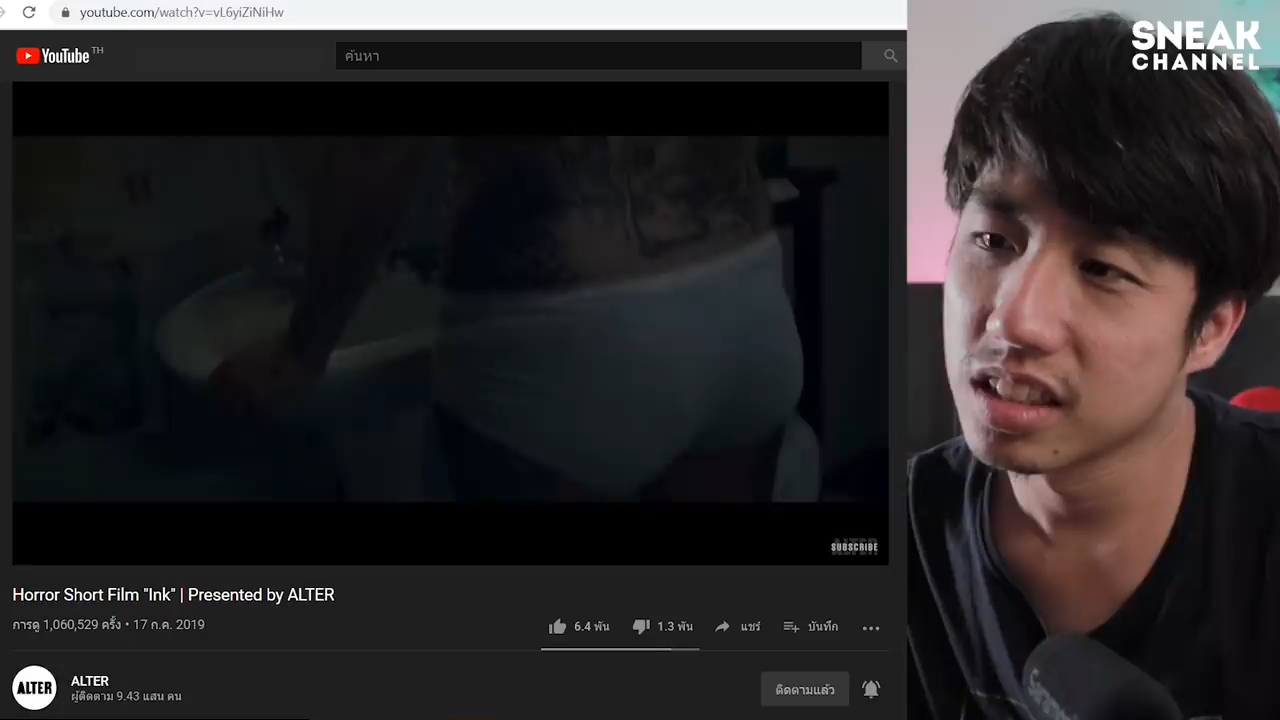 youtube.com/watch?v=vL6yiZiNiHw
SNEAK
CHANNEL
YouTube TH
ค้นหา
SUBSCRIBE
Horror Short Film "Ink" | Presented by ALTER
การดู 1,060,529 ครั้ง • 17 ก.ค. 2019
6.4 พัน
1.3 พัน
แชร์
บันทึก
ALTER
ALTER
ผู้ติดตาม 9.43 แสน คน
ติดตามแล้ว